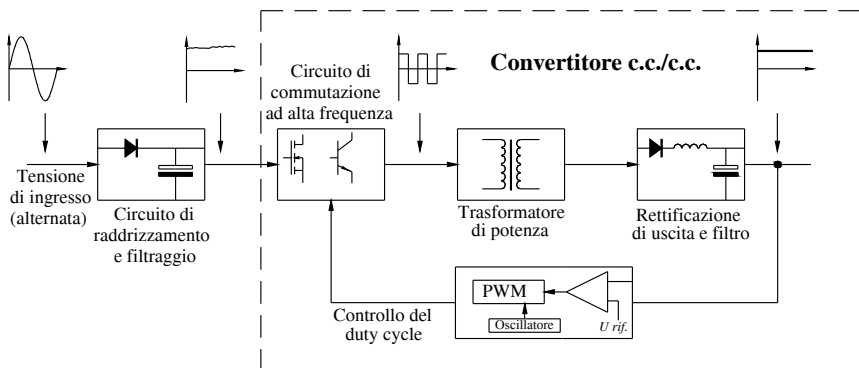 Convertitore c.c./c.c.
Circuito di
commutazione
ad alta frequenza
Tensione
di ingresso
(alternata)
Circuito di
raddrizzamento
e filtraggio
Trasformatore
di potenza
Rettificazione
di uscita e filtro
Controllo del
duty cycle
PWM
Oscillatore
U rif.